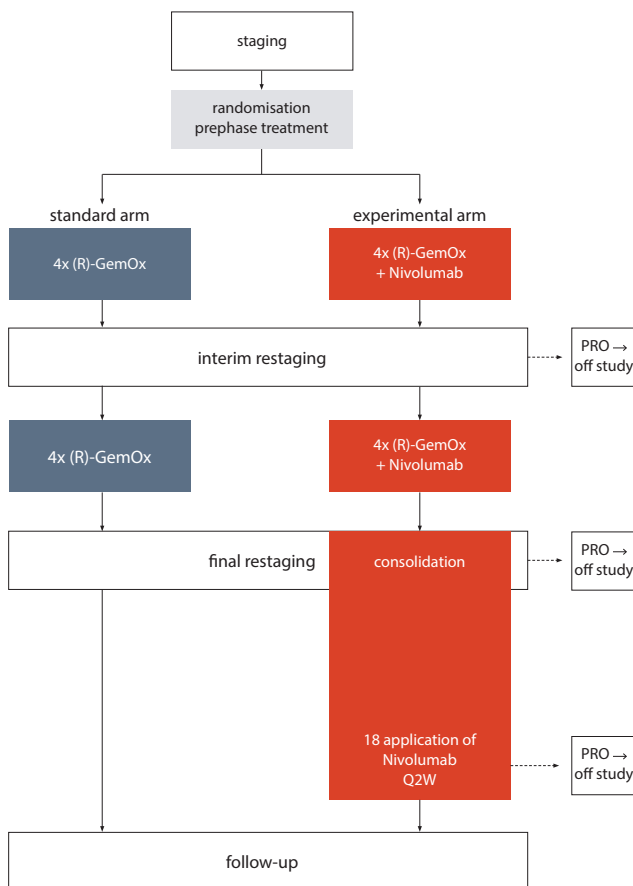 staging
randomisation
prephase treatment
standard arm
experimental arm
4x (R)-GemOx
4x (R)-GemOx
+ Nivolumab
interim restaging
PRO →
off study
4x (R)-GemOx
4x (R)-GemOx
+ Nivolumab
final restaging
consolidation
PRO →
off study
18 application of
Nivolumab
Q2W
PRO →
off study
follow-up